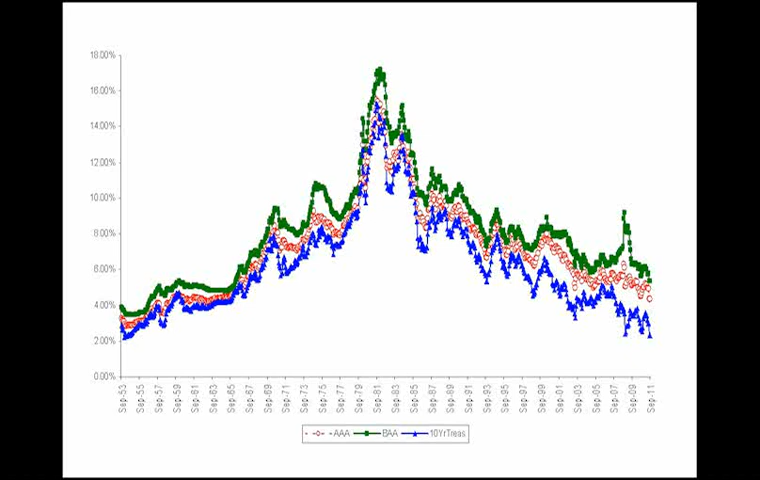 18.00%
16.00%
14.00%
12.00%
10.00%
8.00%
6.00%
4.00%
2.00%
0.00%
Sep-53
Sep-55
Sep-57
Sep-59
Sep-61
Sep-63
Sep-65
Sep-67
Sep-69
Sep-71
Sep-73
Sep-75
Sep-77
Sep-79
Sep-81
Sep-83
Sep-85
Sep-87
Sep-89
Sep-91
Sep-93
Sep-95
Sep-97
Sep-99
Sep-01
Sep-03
Sep-05
Sep-07
Sep-09
Sep-11
AAA BAA 10YrTreas